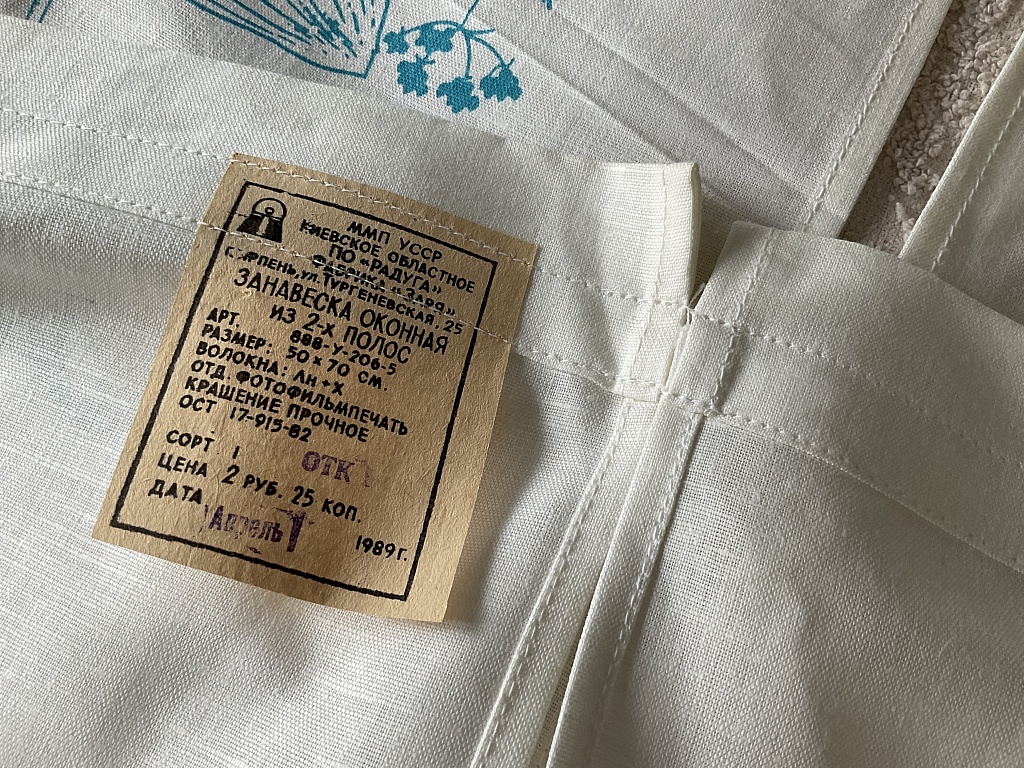 ММП УССР
КИЕВСКОЕ ОБЛАСТНОЕ
ПО «РАДУГА»
ФАБРИКА «ЗАРЯ»
УЛ. ТУРГЕНЕВСКАЯ, 25
ЗАНАВЕСКА ОКОННАЯ
ИЗ 2-Х ПОЛОС
АРТ. 888-У-206-5
РАЗМЕР: 50 × 70 СМ.
ВОЛОКНА: ЛН+Х
ОТД. ФОТОФИЛЬМПЕЧАТЬ
КРАШЕНИЕ ПРОЧНОЕ
ОСТ 17-915-82
СОРТ 1 ОТК 1
ЦЕНА 2 РУБ. 25 КОП.
ДАТА Апрель 1989 г.